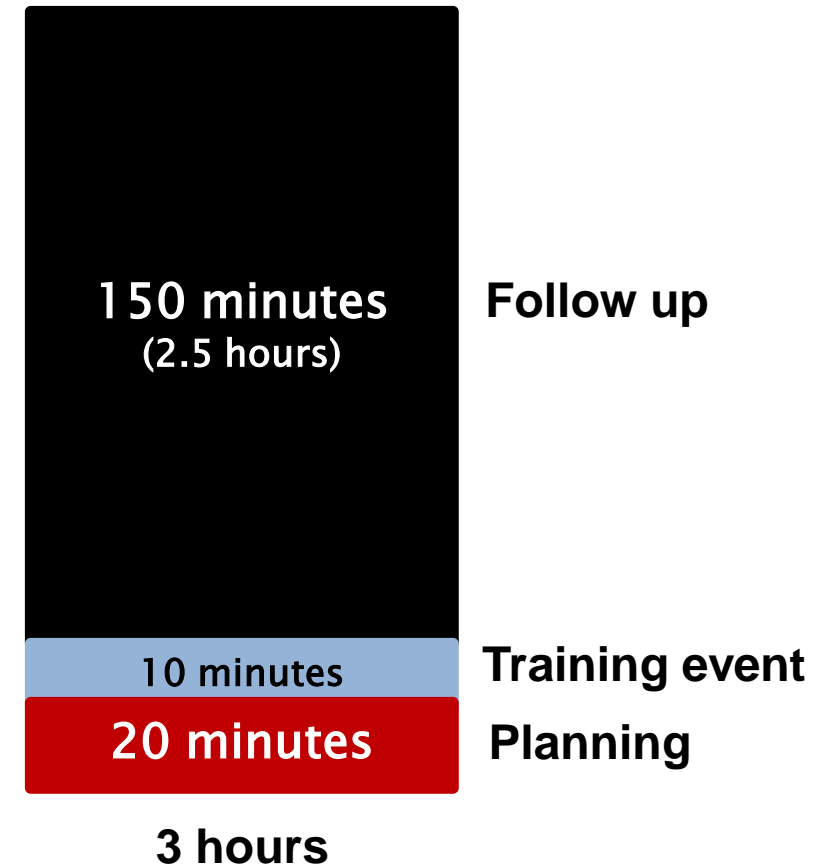 150 minutes
(2.5 hours)
Follow up
10 minutes
Training event
20 minutes
Planning
3 hours